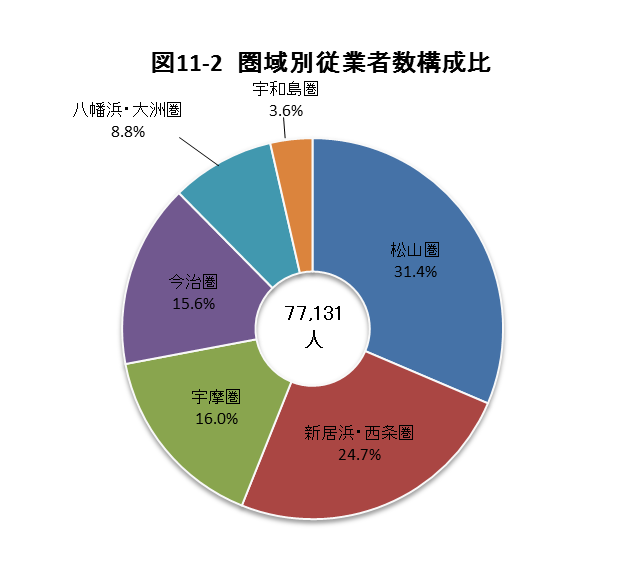 図11-2 圏域別従業者数構成比
宇和島圏
3.6%
八幡浜・大洲圏
8.8%
松山圏
31.4%
今治圏
15.6%
77,131
人
宇摩圏
16.0%
新居浜・西条圏
24.7%